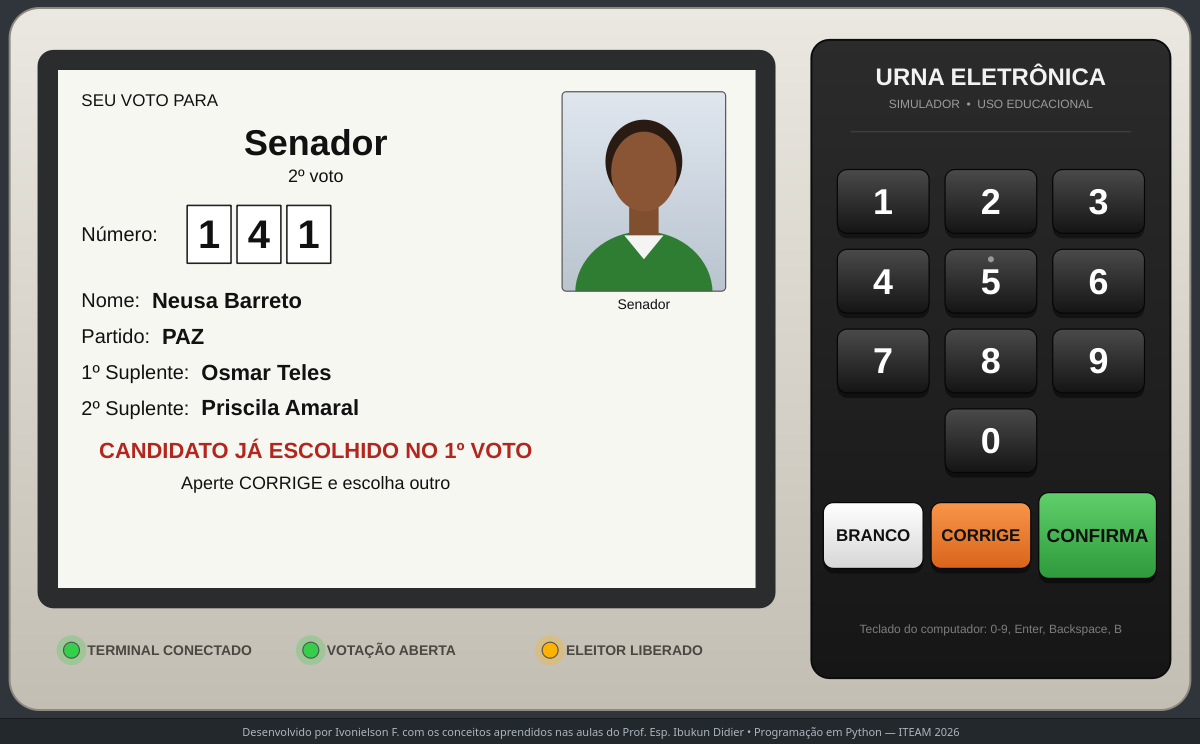 SEU VOTO PARA
Senador
2º voto
Número: 1 4 1
Nome: Neusa Barreto
Partido: PAZ
1º Suplente: Osmar Teles
2º Suplente: Priscila Amaral
CANDIDATO JÁ ESCOLHIDO NO 1º VOTO
Aperte CORRIGE e escolha outro
Senador
TERMINAL CONECTADO
VOTAÇÃO ABERTA
ELEITOR LIBERADO
URNA ELETRÔNICA
SIMULADOR • USO EDUCACIONAL
1 2 3
4 5 6
7 8 9
0
BRANCO CORRIGE CONFIRMA
Teclado do computador: 0-9, Enter, Backspace, B
Desenvolvido por Ivonielson F. com os conceitos aprendidos nas aulas do Prof. Esp. Ibukun Didier • Programação em Python — ITEAM 2026